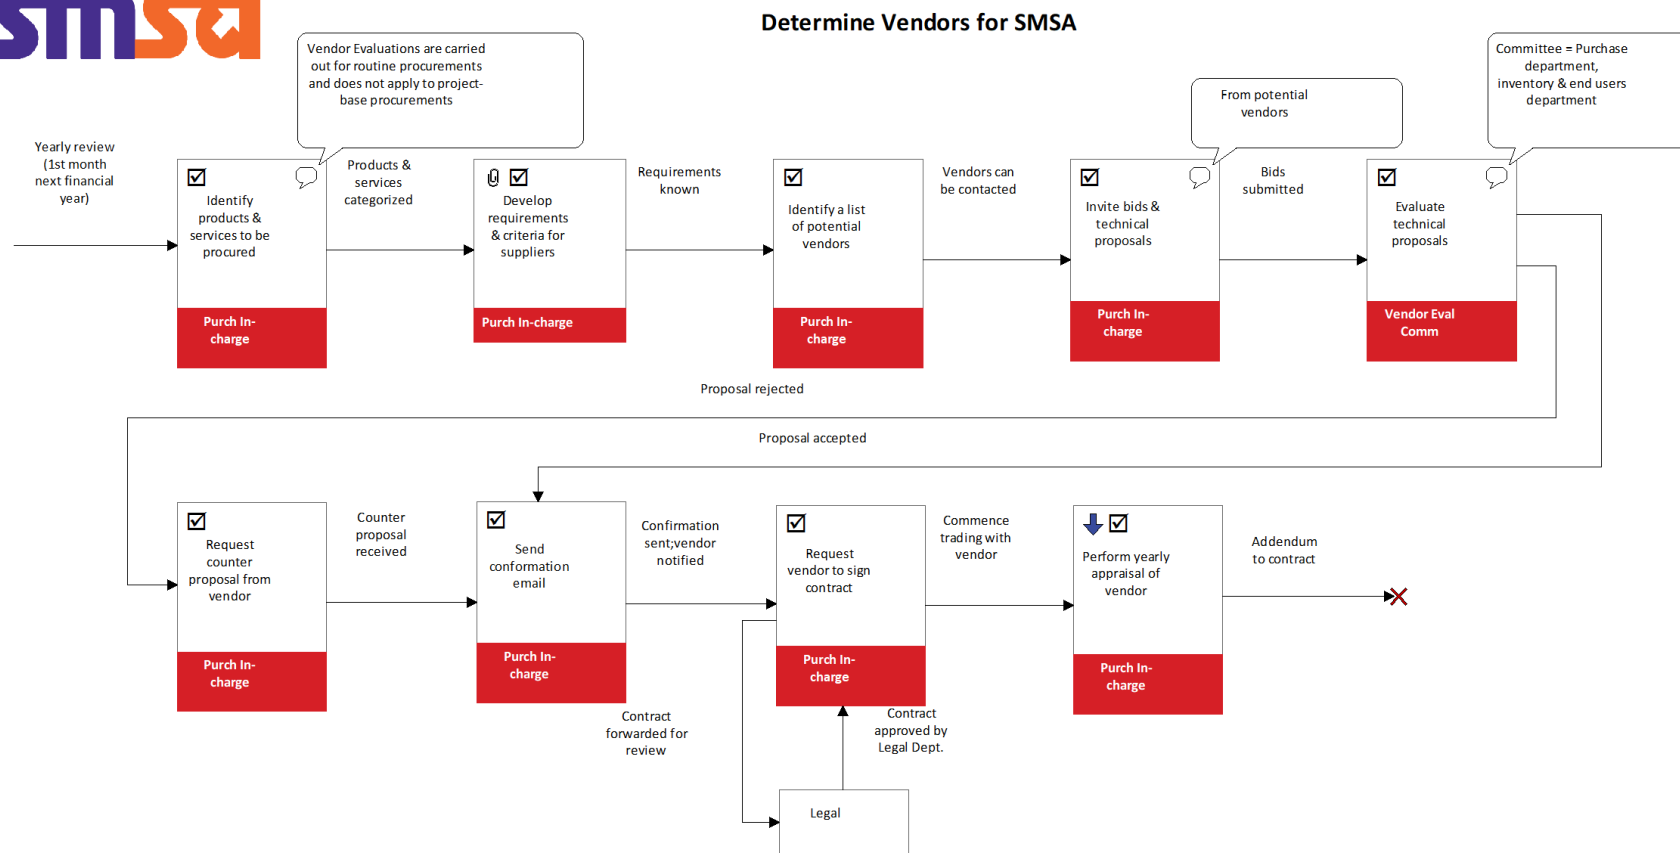 smsa
Determine Vendors for SMSA
Vendor Evaluations are carried
out for routine procurements
and does not apply to project-
base procurements
From potential
vendors
Committee = Purchase
department,
inventory & end users
department
Yearly review
(1st month
next financial
year)
Identify
products &
services to be
procured
Purch In-
charge
Products &
services
categorized
Develop
requirements
& criteria for
suppliers
Purch In-charge
Requirements
known
Identify a list
of potential
vendors
Purch In-
charge
Vendors can
be contacted
Invite bids &
technical
proposals
Purch In-
charge
Bids
submitted
Evaluate
technical
proposals
Vendor Eval
Comm
Proposal rejected
Proposal accepted
Request
counter
proposal from
vendor
Purch In-
charge
Counter
proposal
received
Send
conformation
email
Purch In-
charge
Confirmation
sent;vendor
notified
Request
vendor to sign
contract
Purch In-
charge
Commence
trading with
vendor
Perform yearly
appraisal of
vendor
Purch In-
charge
Addendum
to contract
Contract
forwarded for
review
Contract
approved by
Legal Dept.
Legal